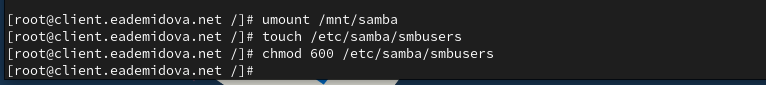 [root@client.eademidova.net /]# umount /mnt/samba
[root@client.eademidova.net /]# touch /etc/samba/smbusers
[root@client.eademidova.net /]# chmod 600 /etc/samba/smbusers
[root@client.eademidova.net /]#